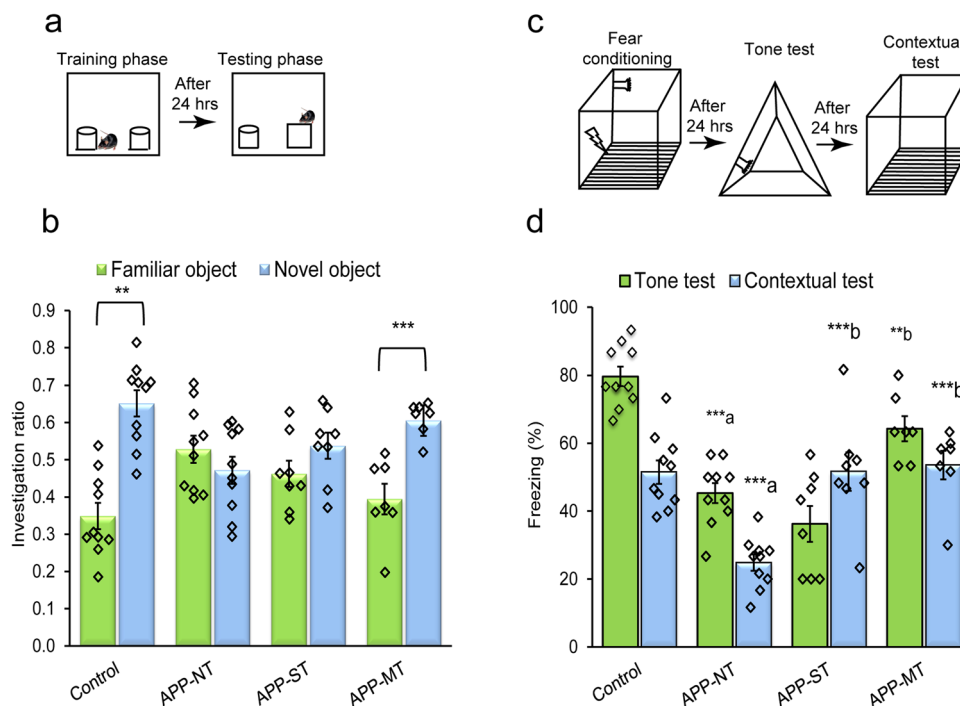 a
Training phase
Testing phase
After
24 hrs
c
Fear
conditioning
Tone test
Contextual
test
After
24 hrs
After
24 hrs
b
Familiar object
Novel object
**
***
Investigation ratio
0.9
0.8
0.7
0.6
0.5
0.4
0.3
0.2
0.1
0.0
Control
APP-NT
APP-ST
APP-MT
d
Tone test
Contextual test
***a
***a
***b
**b
***b
Freezing (%)
100
80
60
40
20
0
Control
APP-NT
APP-ST
APP-MT